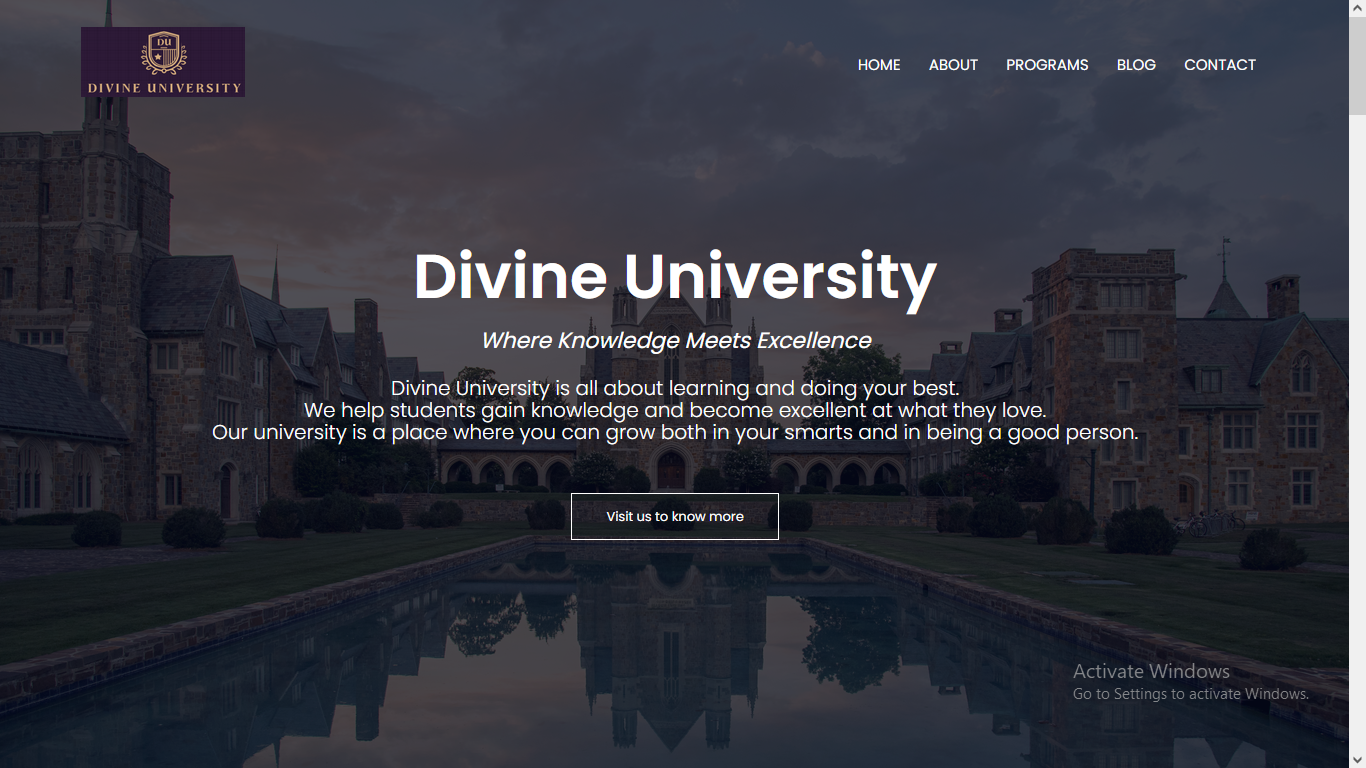 DU
DIVINE UNIVERSITY
HOME ABOUT PROGRAMS BLOG CONTACT
Divine University
Where Knowledge Meets Excellence
Divine University is all about learning and doing your best.
We help students gain knowledge and become excellent at what they love.
Our university is a place where you can grow both in your smarts and in being a good person.
Visit us to know more
Activate Windows
Go to Settings to activate Windows.